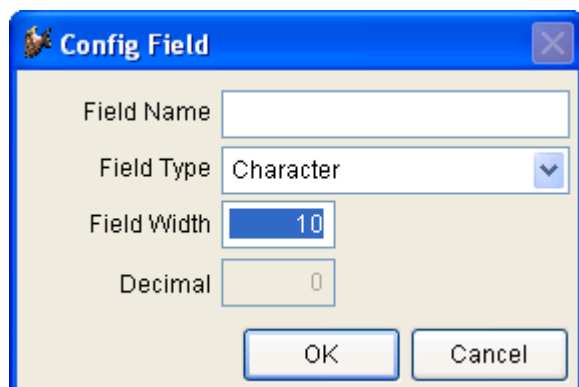 Config Field
Field Name
Field Type Character
Field Width 10
Decimal 0
OK Cancel